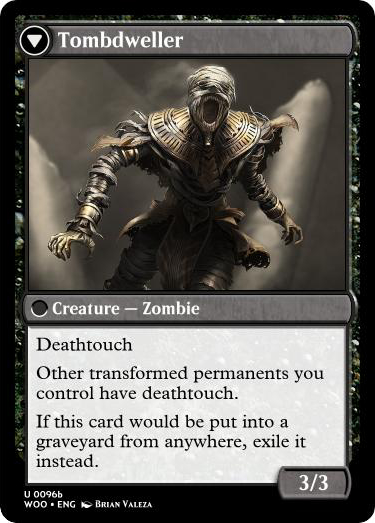 Tombdweller
Creature — Zombie
Deathtouch
Other transformed permanents you
control have deathtouch.
If this card would be put into a
graveyard from anywhere, exile it
instead.
3/3
U 0096b
WOO • ENG Brian Valeza